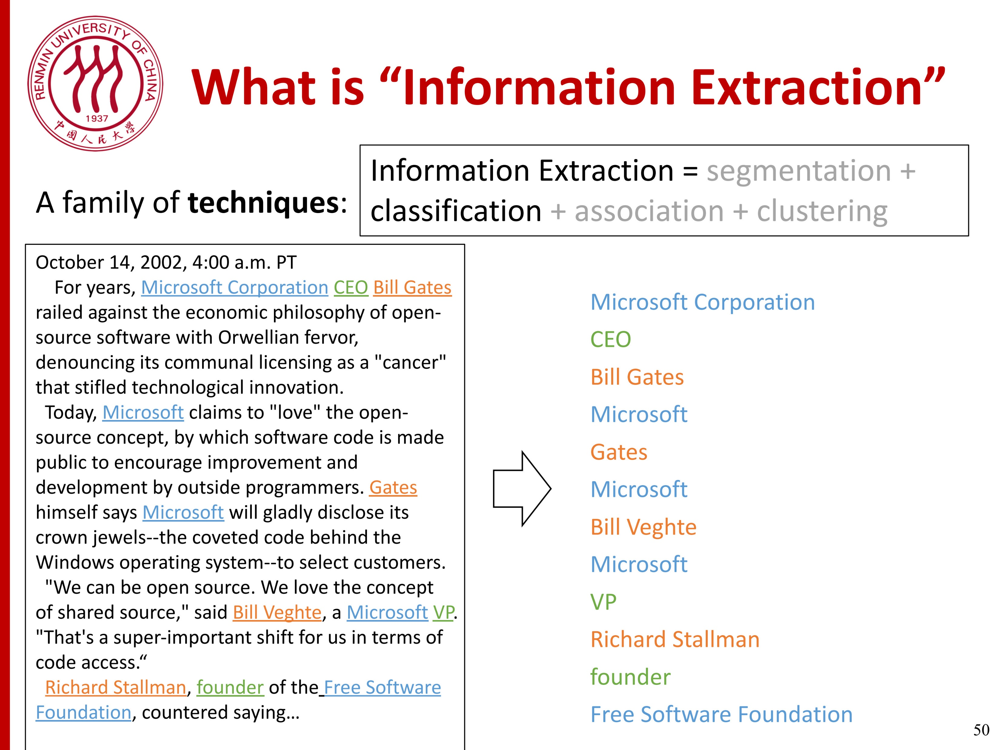 RENMIN UNIVERSITY OF CHINA
1937
中国人民大学
What is “Information Extraction”
A family of techniques:
Information Extraction = segmentation +
classification + association + clustering
October 14, 2002, 4:00 a.m. PT
For years, Microsoft Corporation CEO Bill Gates
railed against the economic philosophy of open-
source software with Orwellian fervor,
denouncing its communal licensing as a "cancer"
that stifled technological innovation.
Today, Microsoft claims to "love" the open-
source concept, by which software code is made
public to encourage improvement and
development by outside programmers. Gates
himself says Microsoft will gladly disclose its
crown jewels--the coveted code behind the
Windows operating system--to select customers.
"We can be open source. We love the concept
of shared source," said Bill Veghte, a Microsoft VP.
"That's a super-important shift for us in terms of
code access.“
Richard Stallman, founder of the Free Software
Foundation, countered saying…
Microsoft Corporation
CEO
Bill Gates
Microsoft
Gates
Microsoft
Bill Veghte
Microsoft
VP
Richard Stallman
founder
Free Software Foundation
50